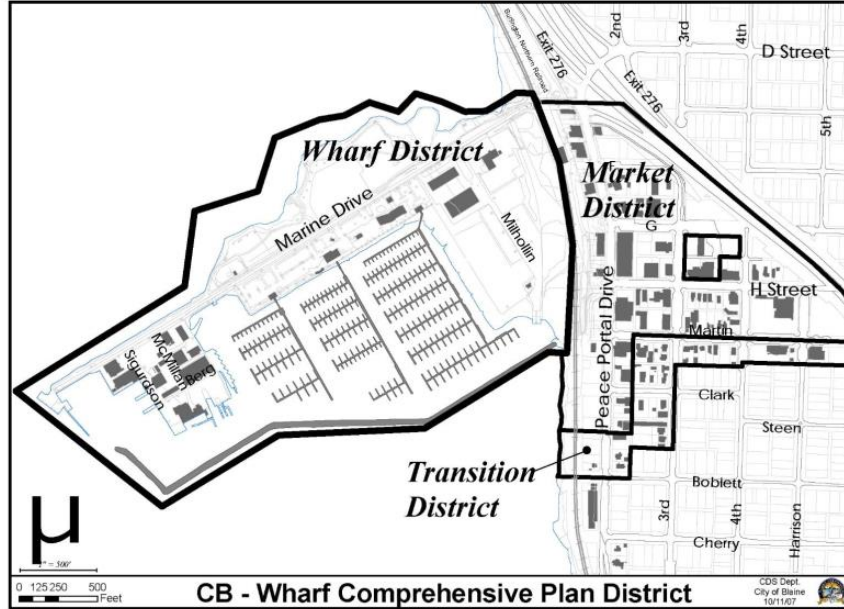 Burlington Northern Railroad
Exit 276
2nd
3rd
4th
D Street
Exit 276
5th
Wharf District
Market
District
Marine Drive
G
Milhollin
H Street
Peace Portal Drive
Martin
McMillan
Berg
Sigurdson
Clark
Steen
Transition
District
Boblett
3rd
4th
Harrison
Cherry
µ
1" = 500'
0 125 250 500
Feet
CB - Wharf Comprehensive Plan District
CDS Dept.
City of Blaine
10/11/07